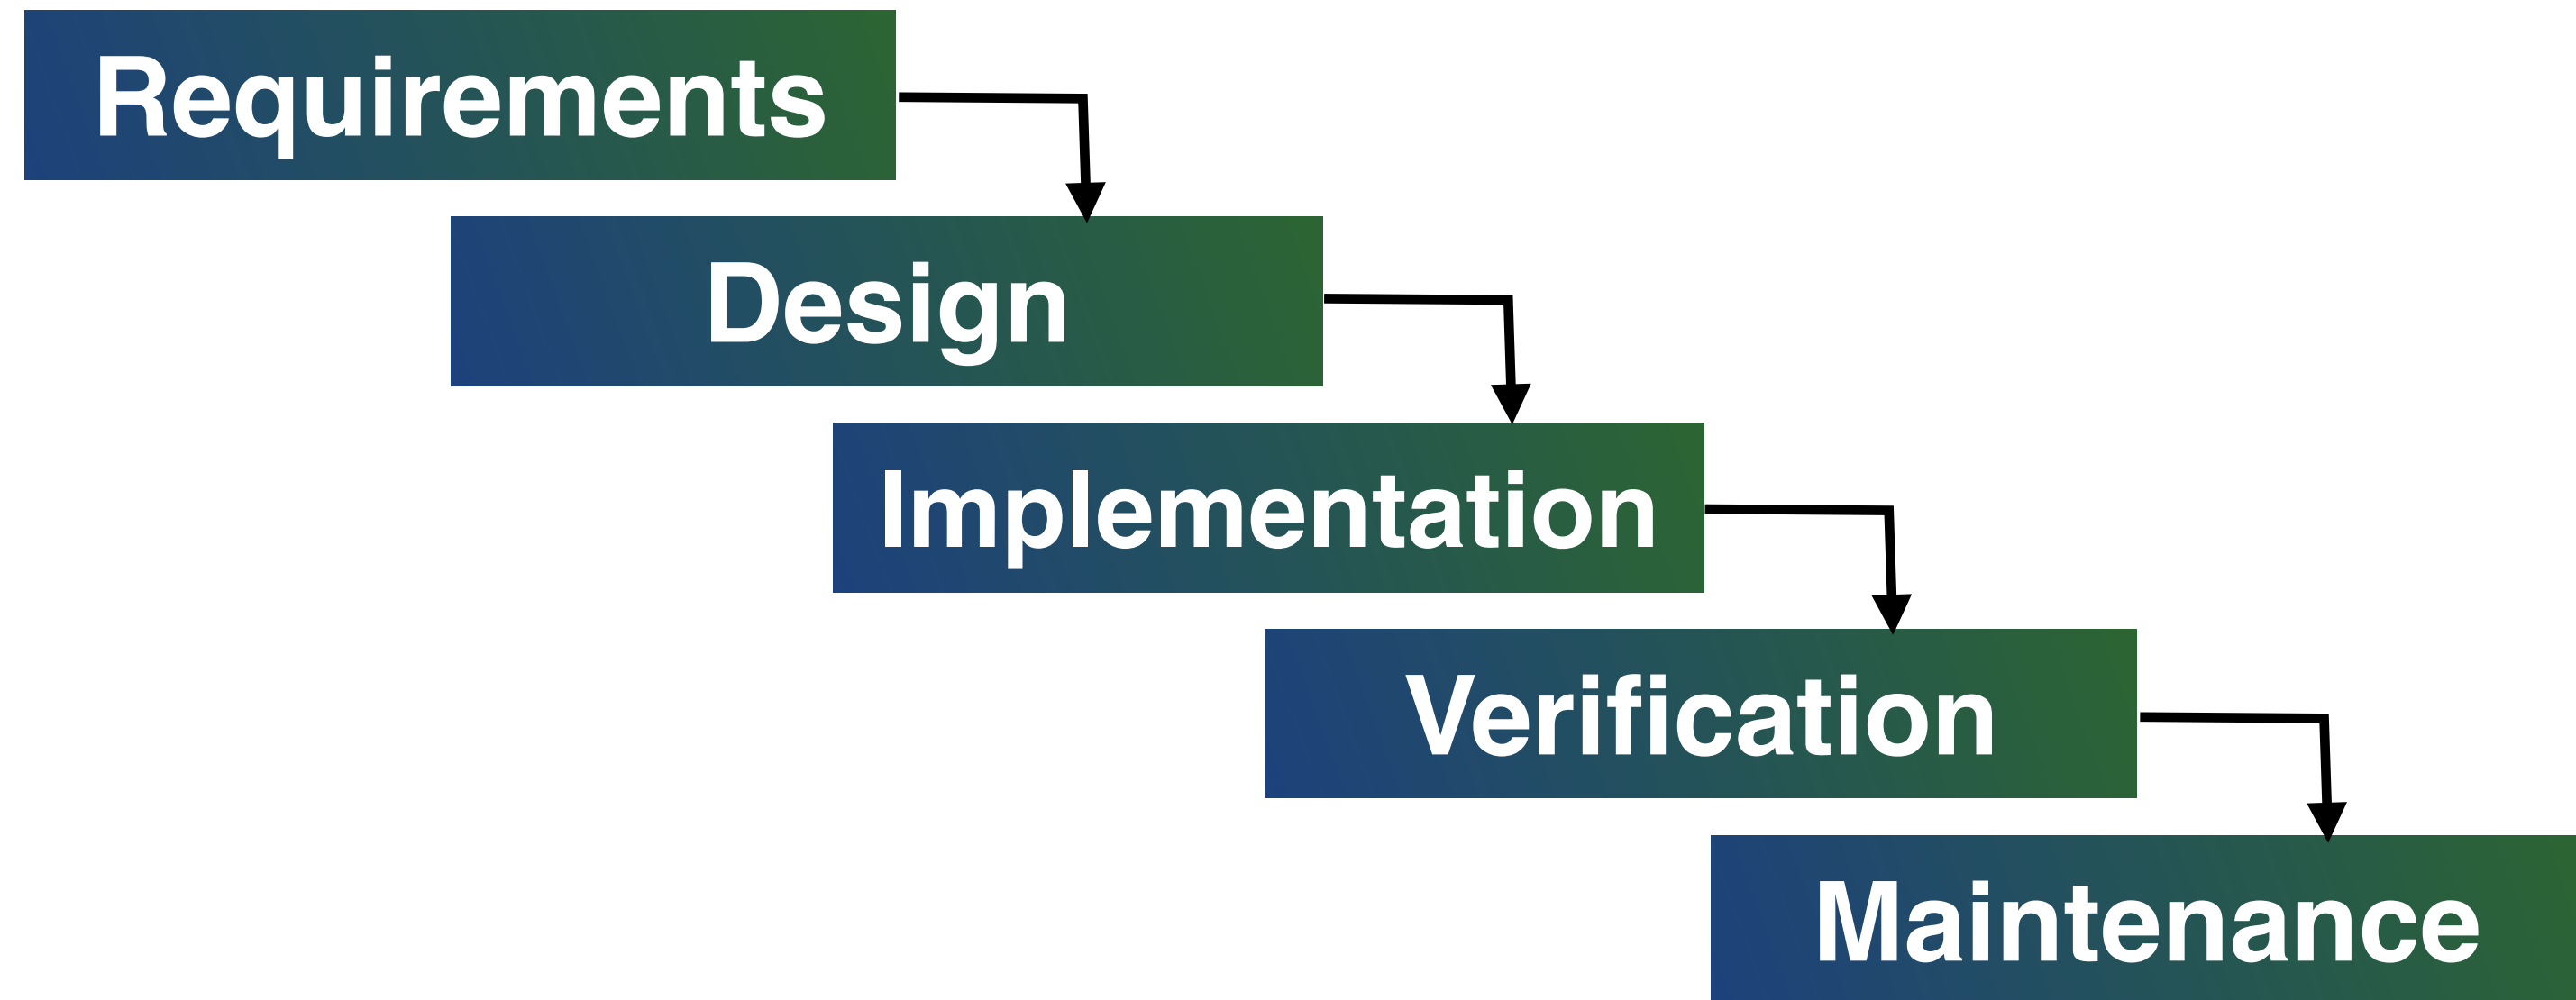 Requirements
Design
Implementation
Verification
Maintenance